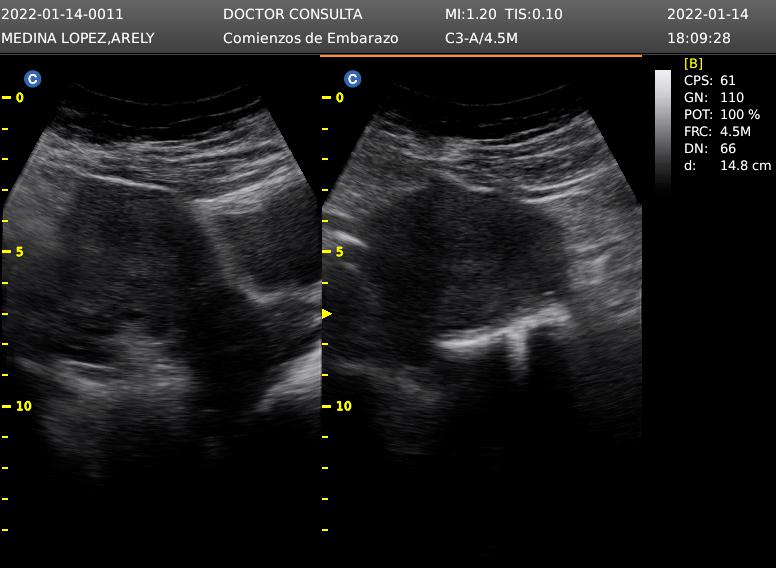 2022-01-14-0011 DOCTOR CONSULTA MI:1.20 TIS:0.10 2022-01-14
MEDINA LOPEZ,ARELY Comienzos de Embarazo C3-A/4.5M 18:09:28
[B]
CPS: 61
GN: 110
POT: 100 %
FRC: 4.5M
DN: 66
d: 14.8 cm
C C
0 0
5 5
10 10